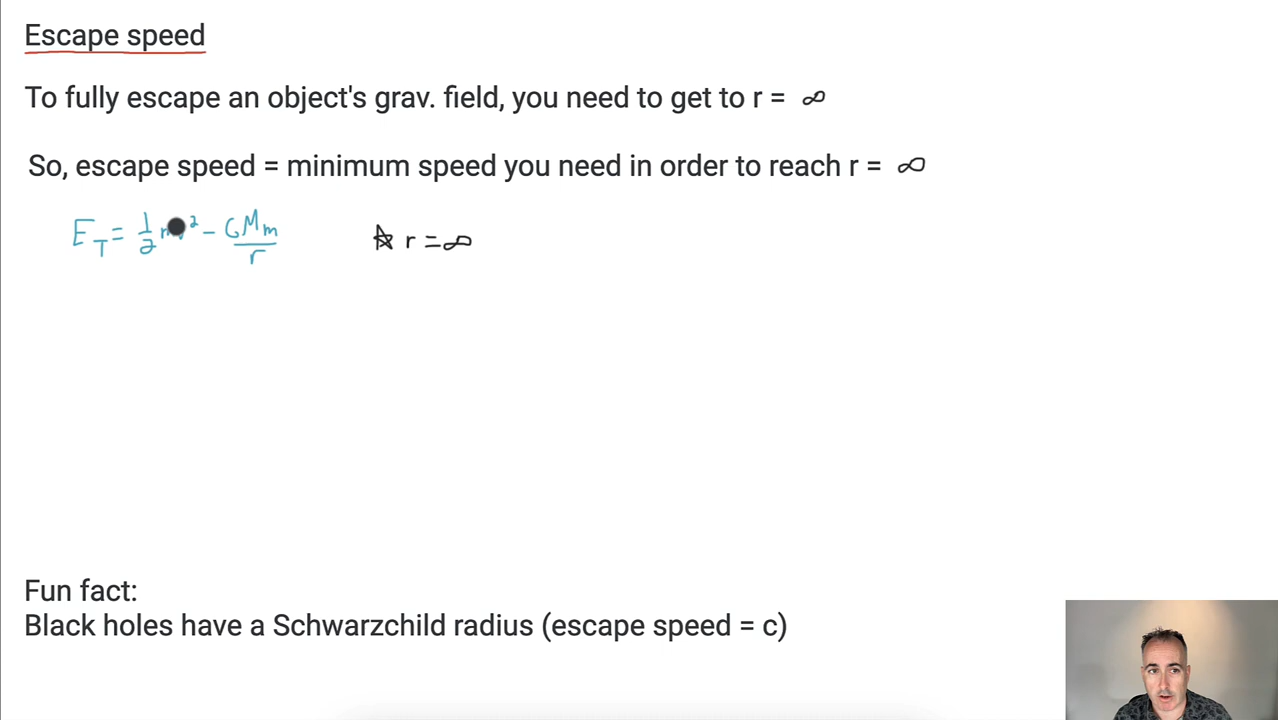 Escape speed
To fully escape an object's grav. field, you need to get to r = ∞
So, escape speed = minimum speed you need in order to reach r = ∞
E_T = 1/2 mv² - GMm/r ☆ r = ∞
Fun fact:
Black holes have a Schwarzchild radius (escape speed = c)